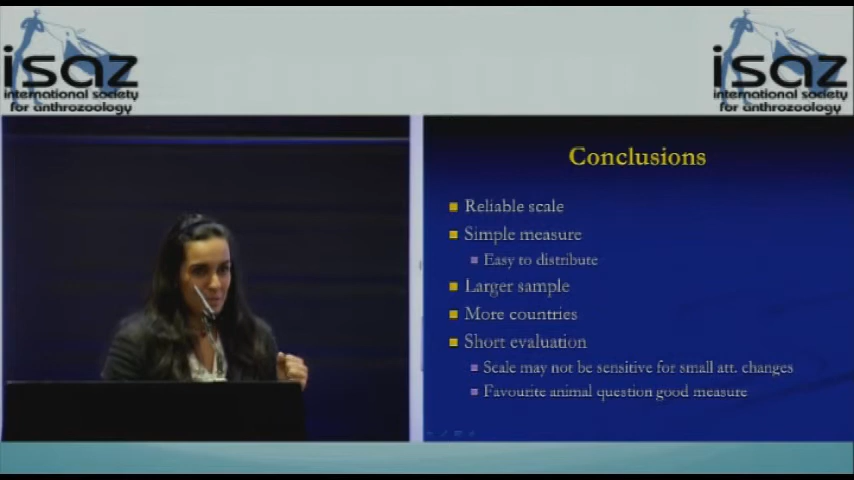 isaz
international society
for anthrozoology
isaz
international society
for anthrozoology
Conclusions
Reliable scale
Simple measure
Easy to distribute
Larger sample
More countries
Short evaluation
Scale may not be sensitive for small att. changes
Favourite animal question good measure